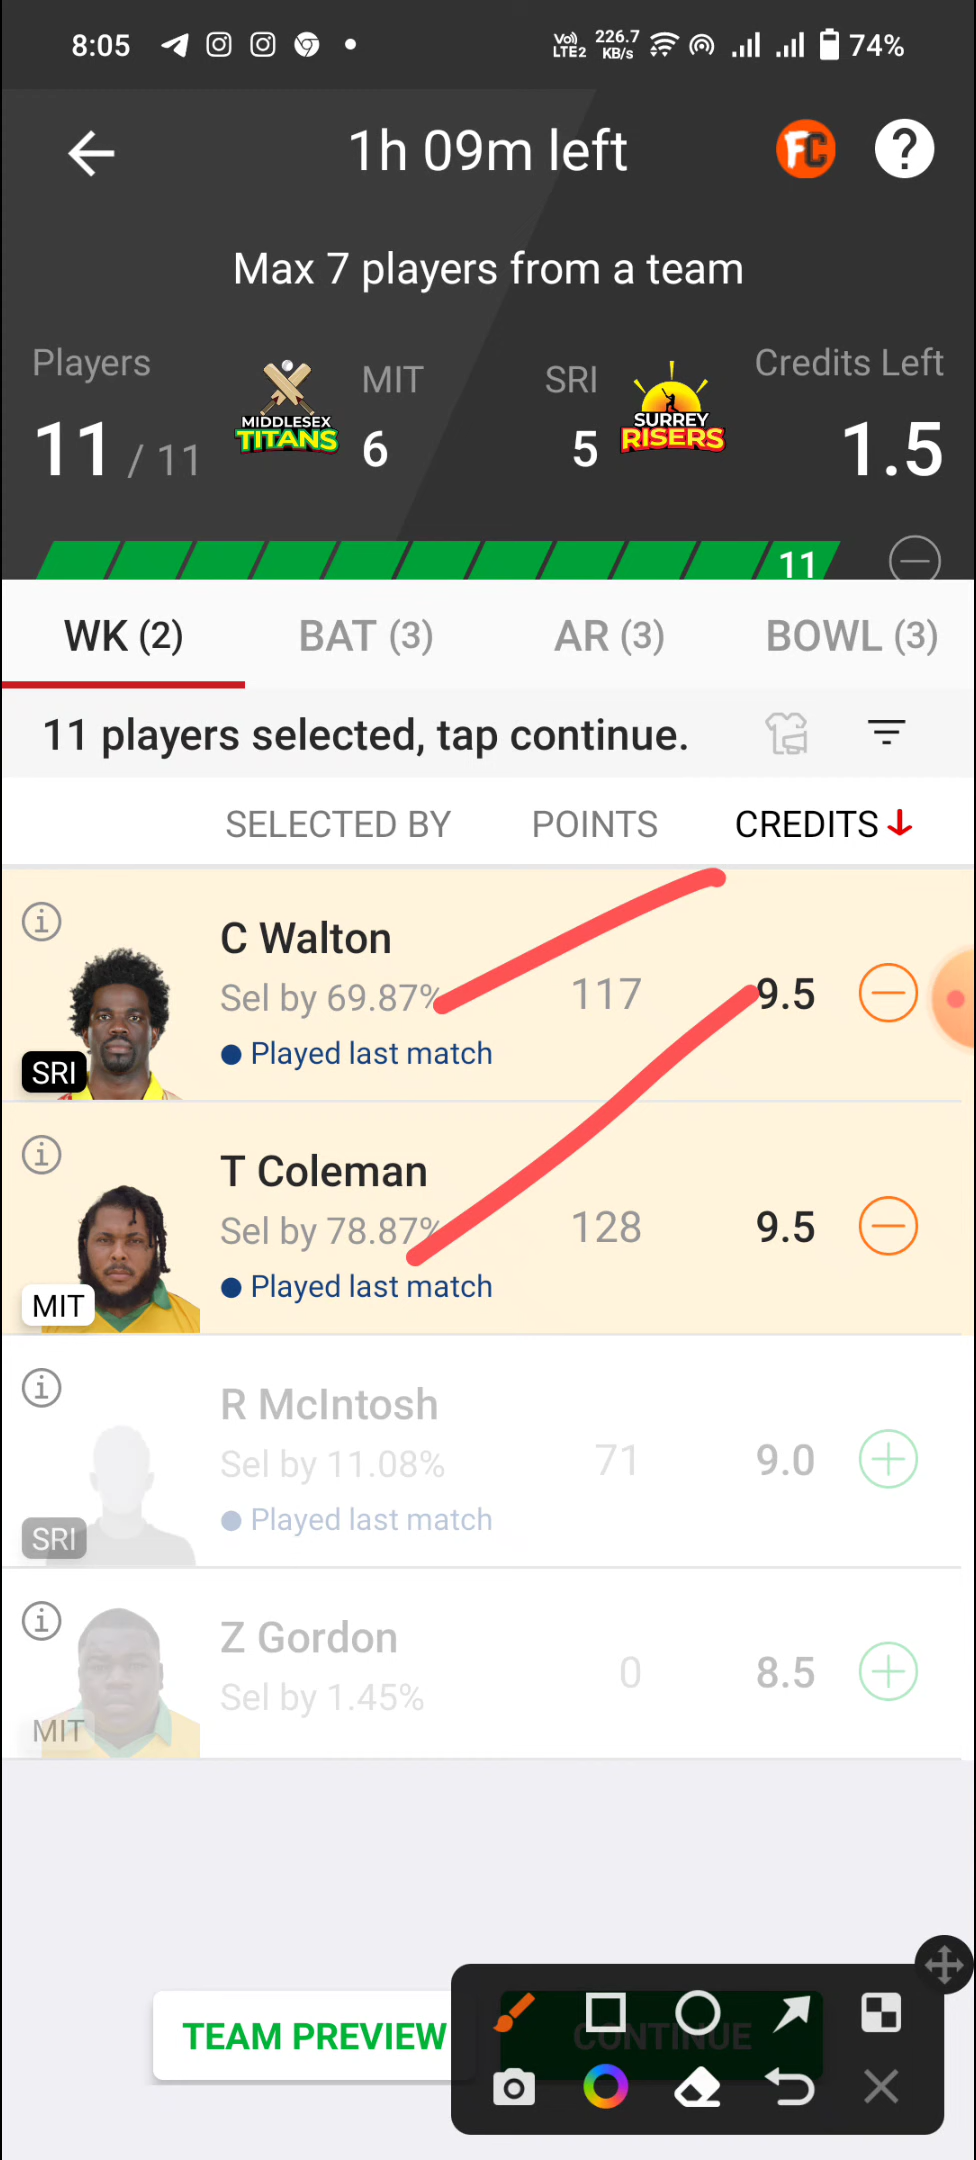 8:05 Vo) LTE2 226.7 KB/s 74%
1h 09m left FC ?
Max 7 players from a team
Players MIT SRI Credits Left
MIDDLESEX TITANS SURREY RISERS
11 / 11 6 5 1.5
11
WK (2) BAT (3) AR (3) BOWL (3)
11 players selected, tap continue.
SELECTED BY POINTS CREDITS
C Walton
Sel by 69.87% 117 9.5
Played last match
SRI
T Coleman
Sel by 78.87% 128 9.5
Played last match
MIT
R McIntosh
Sel by 11.08% 71 9.0
Played last match
SRI
Z Gordon
Sel by 1.45% 0 8.5
MIT
TEAM PREVIEW CONTINUE